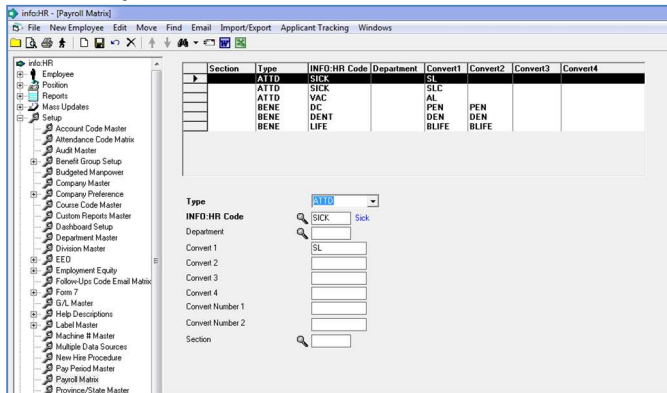 info:HR - [Payroll Matrix]
File New Employee Edit Move Find Email Import/Export Applicant Tracking Windows
info:HR
Employee
Position
Reports
Mass Updates
Setup
Account Code Master
Attendance Code Matrix
Audit Master
Benefit Group Setup
Budgeted Manpower
Company Master
Company Preference
Course Code Master
Custom Reports Master
Dashboard Setup
Department Master
Division Master
EEO
Employment Equity
Follow-Ups Code Email Matrix
Form 7
G/L Master
Help Descriptions
Label Master
Machine # Master
Multiple Data Sources
New Hire Procedure
Pay Period Master
Payroll Matrix
Province/State Master
Section Type INFO:HR Code Department Convert1 Convert2 Convert3 Convert4
ATTD SICK SL
ATTD SICK SLC
ATTD VAC AL
BENE DC PEN PEN
BENE DENT DEN DEN
BENE LIFE BLIFE BLIFE
Type ATTD
INFO:HR Code SICK Sick
Department
Convert 1 SL
Convert 2
Convert 3
Convert 4
Convert Number 1
Convert Number 2
Section